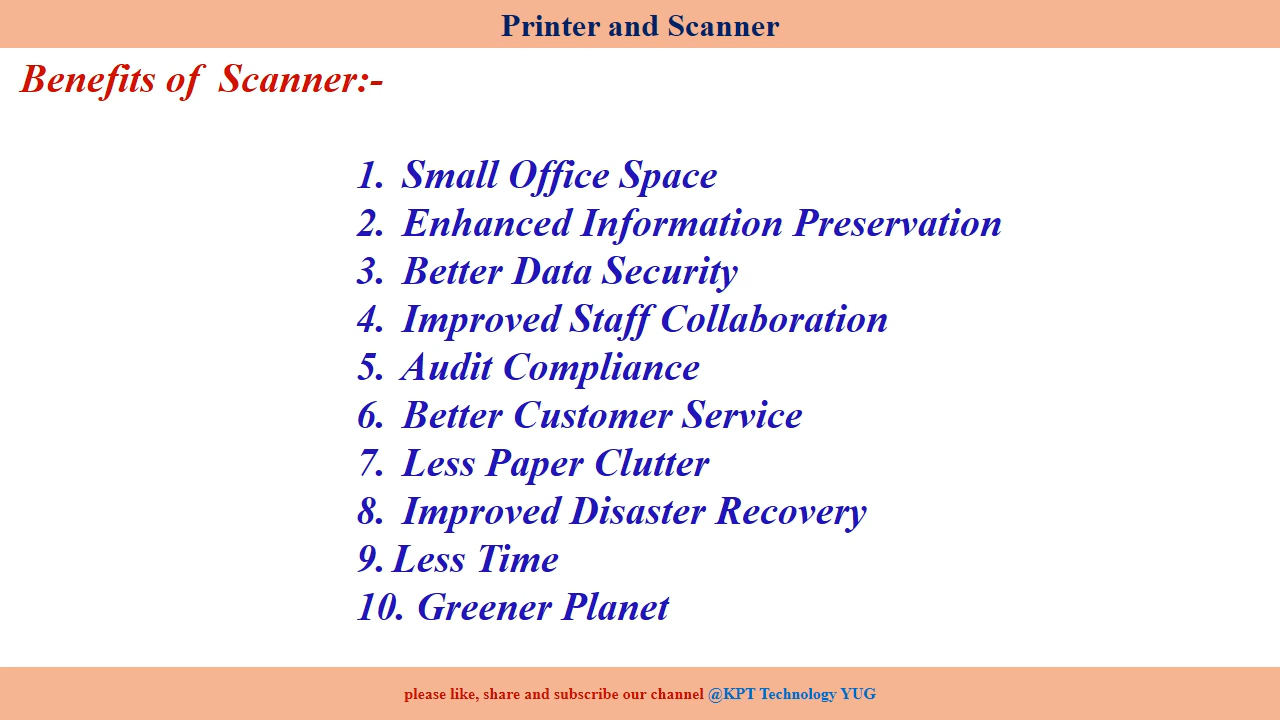 Printer and Scanner
Benefits of Scanner:-
1. Small Office Space
2. Enhanced Information Preservation
3. Better Data Security
4. Improved Staff Collaboration
5. Audit Compliance
6. Better Customer Service
7. Less Paper Clutter
8. Improved Disaster Recovery
9. Less Time
10. Greener Planet
please like, share and subscribe our channel @KPT Technology YUG